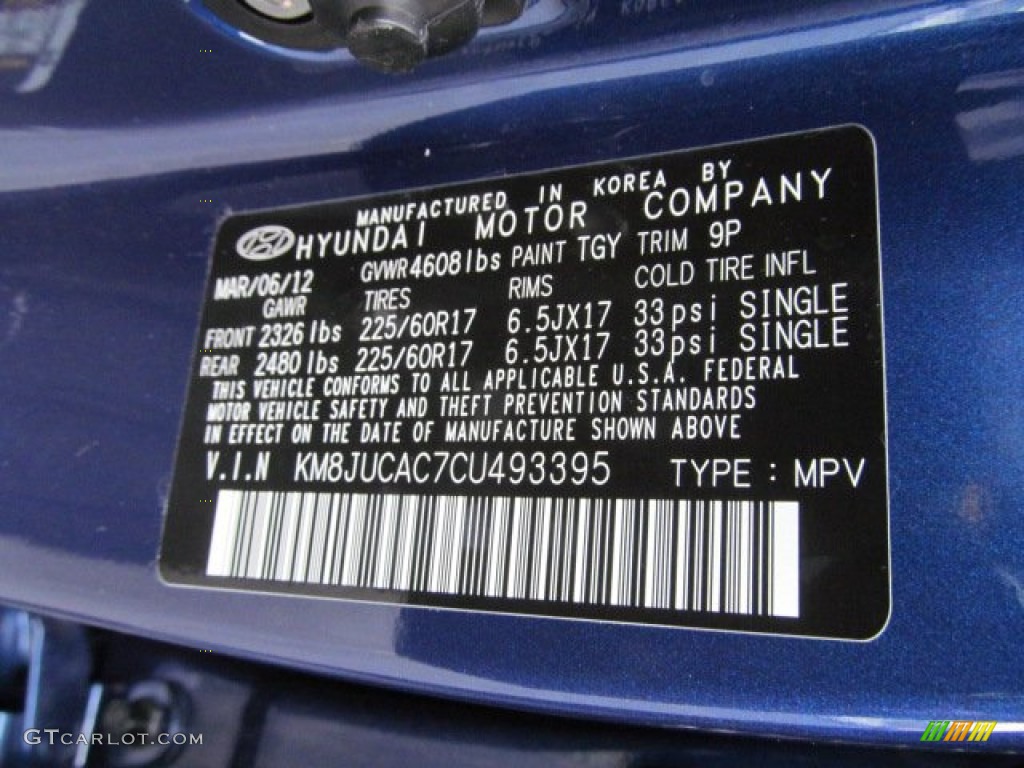 MANUFACTURED IN KOREA BY
HYUNDAI MOTOR COMPANY
MAR/06/12 GVWR 4608 lbs PAINT TGY TRIM 9P
GAWR TIRES RIMS COLD TIRE INFL
FRONT 2326 lbs 225/60R17 6.5JX17 33 psi SINGLE
REAR 2480 lbs 225/60R17 6.5JX17 33 psi SINGLE
THIS VEHICLE CONFORMS TO ALL APPLICABLE U.S.A. FEDERAL
MOTOR VEHICLE SAFETY AND THEFT PREVENTION STANDARDS
IN EFFECT ON THE DATE OF MANUFACTURE SHOWN ABOVE
V.I.N KM8JUCAC7CU493395 TYPE : MPV
GTCARLOT.COM